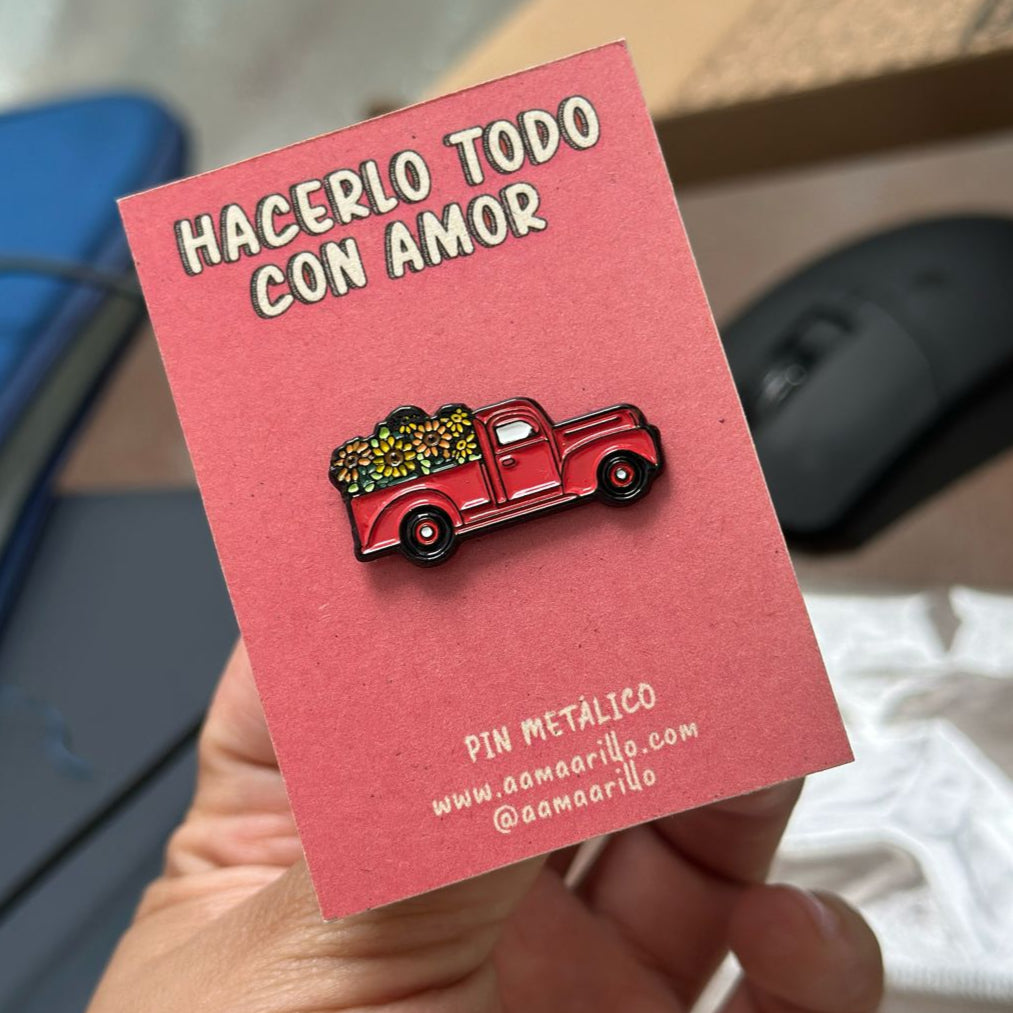 HACERLO TODO
CON AMOR
PIN METÁLICO
www.aamaarillo.com
@aamaarillo